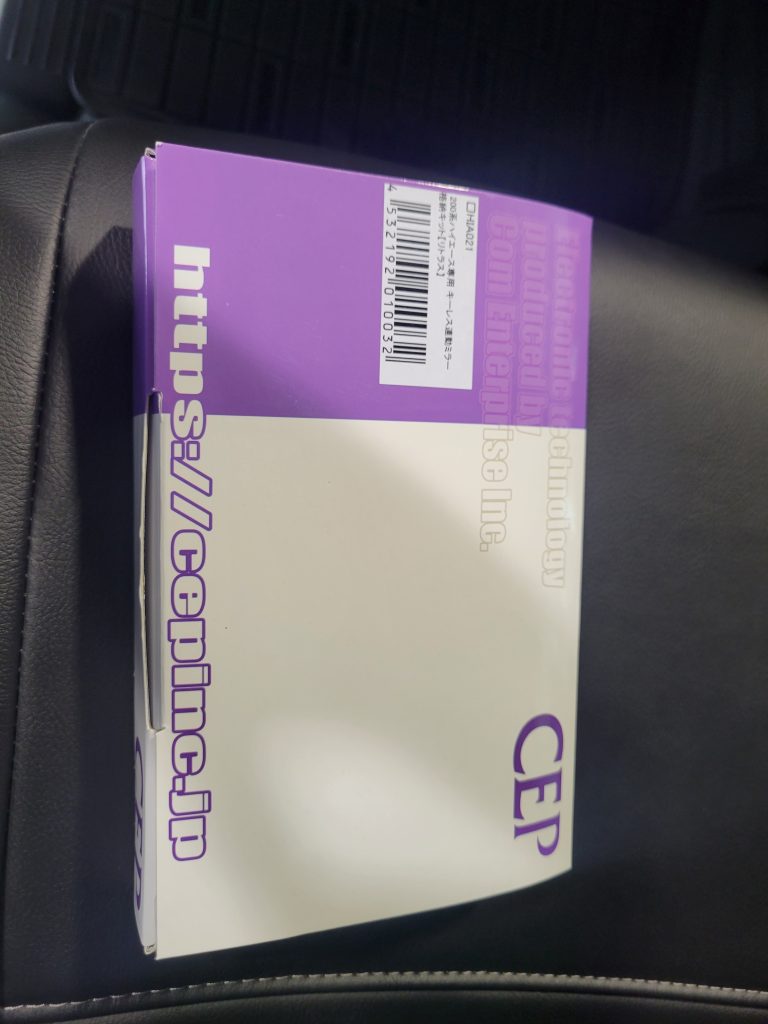 Electronic technology
produced by
Com Enterprise Inc.
□HIA021
200系ハイエース専用 キーレス連動ミラー
格納キット【リトラス】
4 532192 010032
CEP
https://cepinc.jp
CEP